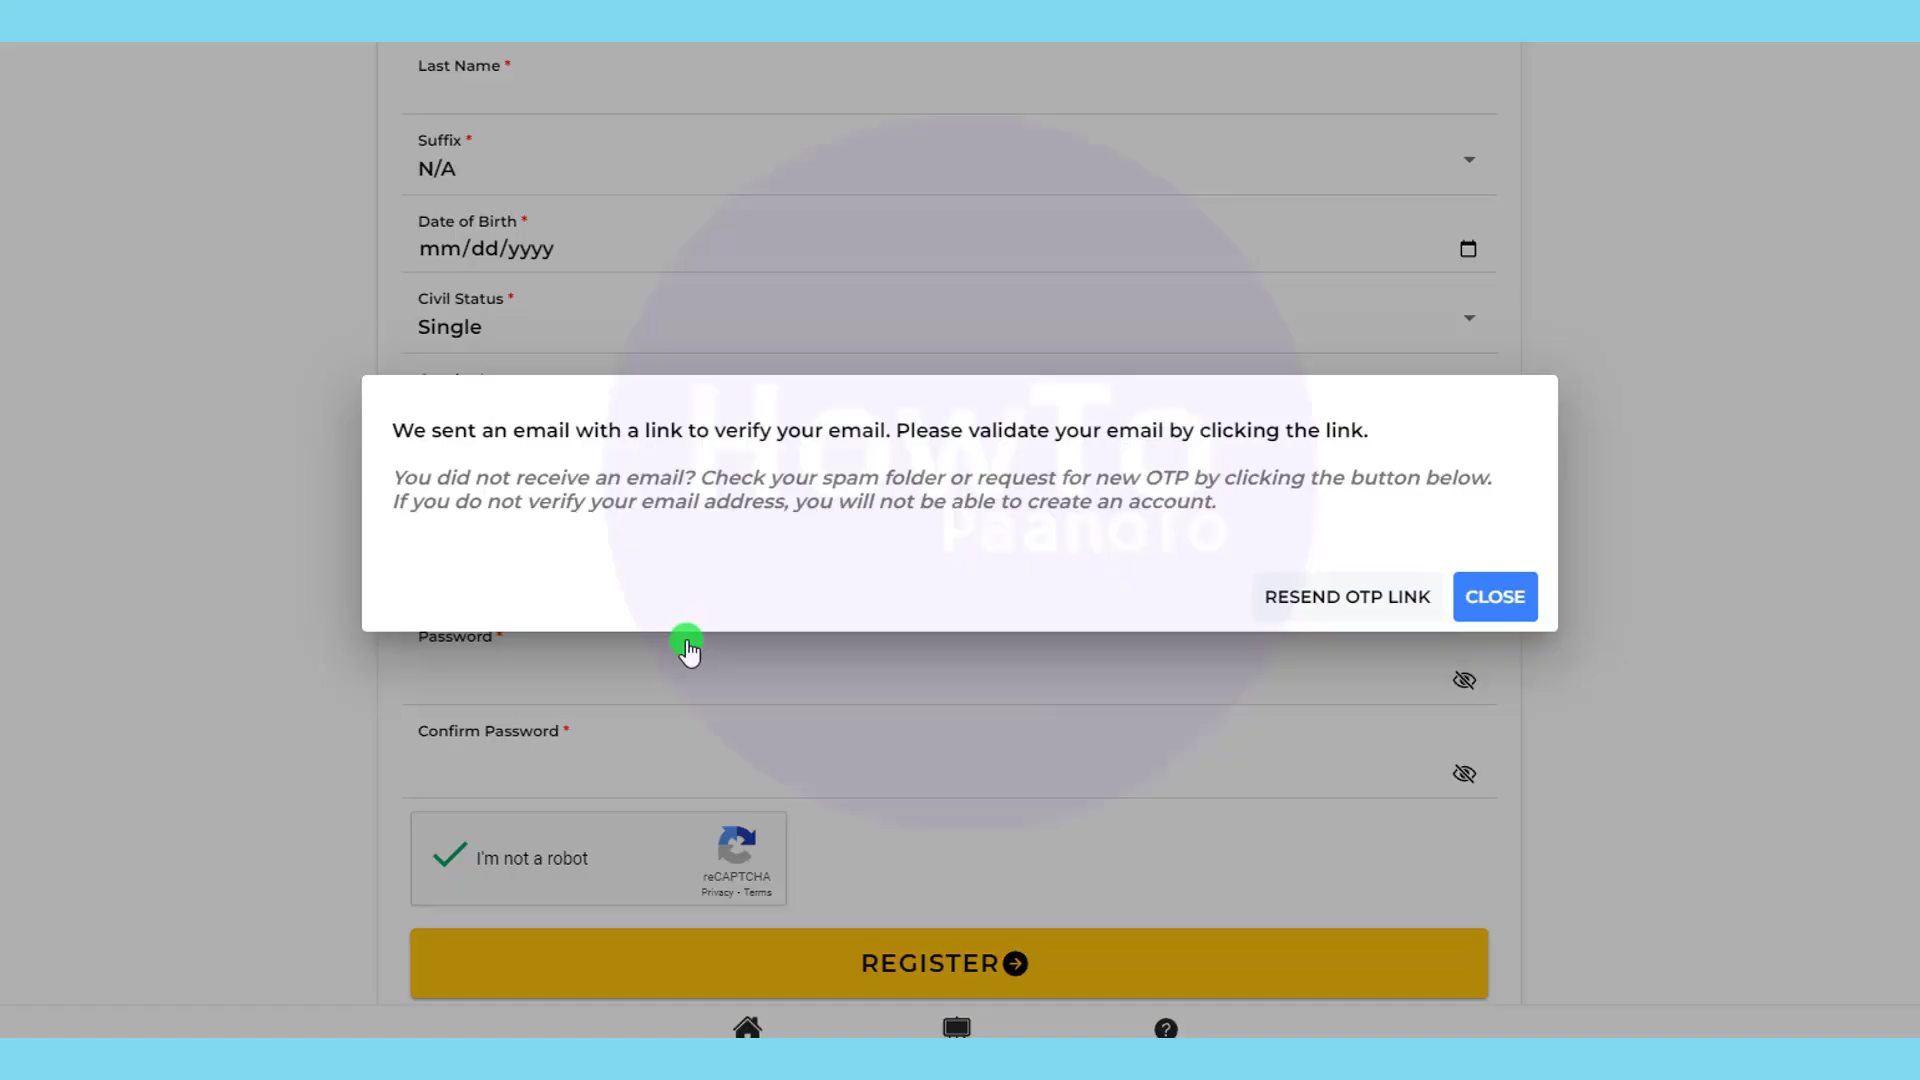 Last Name *
Suffix *
N/A
Date of Birth *
mm/dd/yyyy
Civil Status *
Single
HowTo
PaanoTo
We sent an email with a link to verify your email. Please validate your email by clicking the link.
You did not receive an email? Check your spam folder or request for new OTP by clicking the button below.
If you do not verify your email address, you will not be able to create an account.
RESEND OTP LINK
CLOSE
Password *
Confirm Password *
I'm not a robot
reCAPTCHA
Privacy - Terms
REGISTER